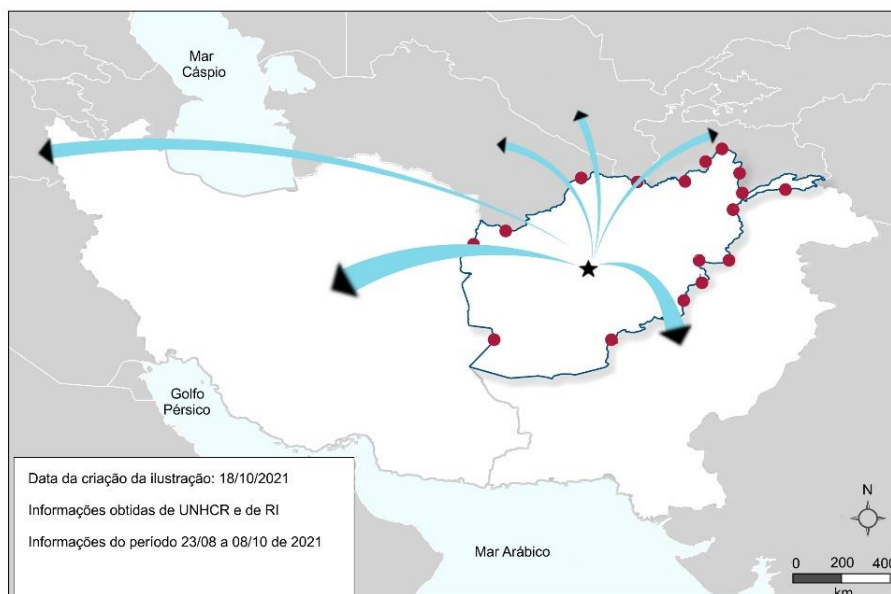 Mar
Cáspio
Golfo
Pérsico
Data da criação da ilustração: 18/10/2021
Informações obtidas de UNHCR e de RI
Informações do período 23/08 a 08/10 de 2021
Mar Arábico
N
0 200 400
km